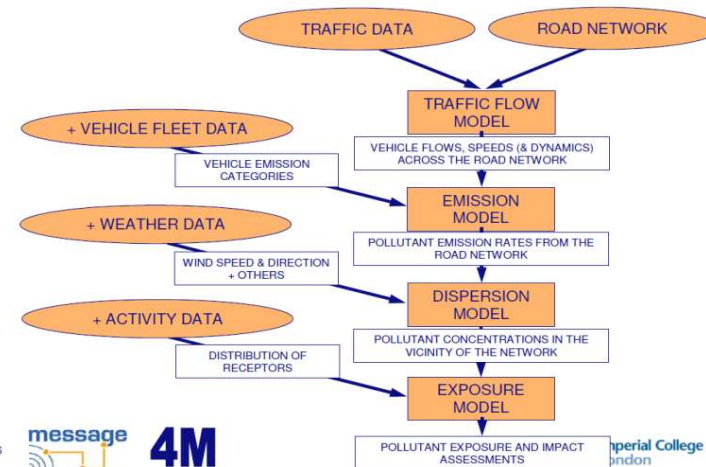 TRAFFIC DATA
ROAD NETWORK
TRAFFIC FLOW
MODEL
+ VEHICLE FLEET DATA
VEHICLE FLOWS, SPEEDS (& DYNAMICS)
ACROSS THE ROAD NETWORK
VEHICLE EMISSION
CATEGORIES
EMISSION
MODEL
+ WEATHER DATA
POLLUTANT EMISSION RATES FROM THE
ROAD NETWORK
WIND SPEED & DIRECTION
+ OTHERS
DISPERSION
MODEL
+ ACTIVITY DATA
POLLUTANT CONCENTRATIONS IN THE
VICINITY OF THE NETWORK
DISTRIBUTION OF
RECEPTORS
EXPOSURE
MODEL
POLLUTANT EXPOSURE AND IMPACT
ASSESSMENTS
message
4M
College